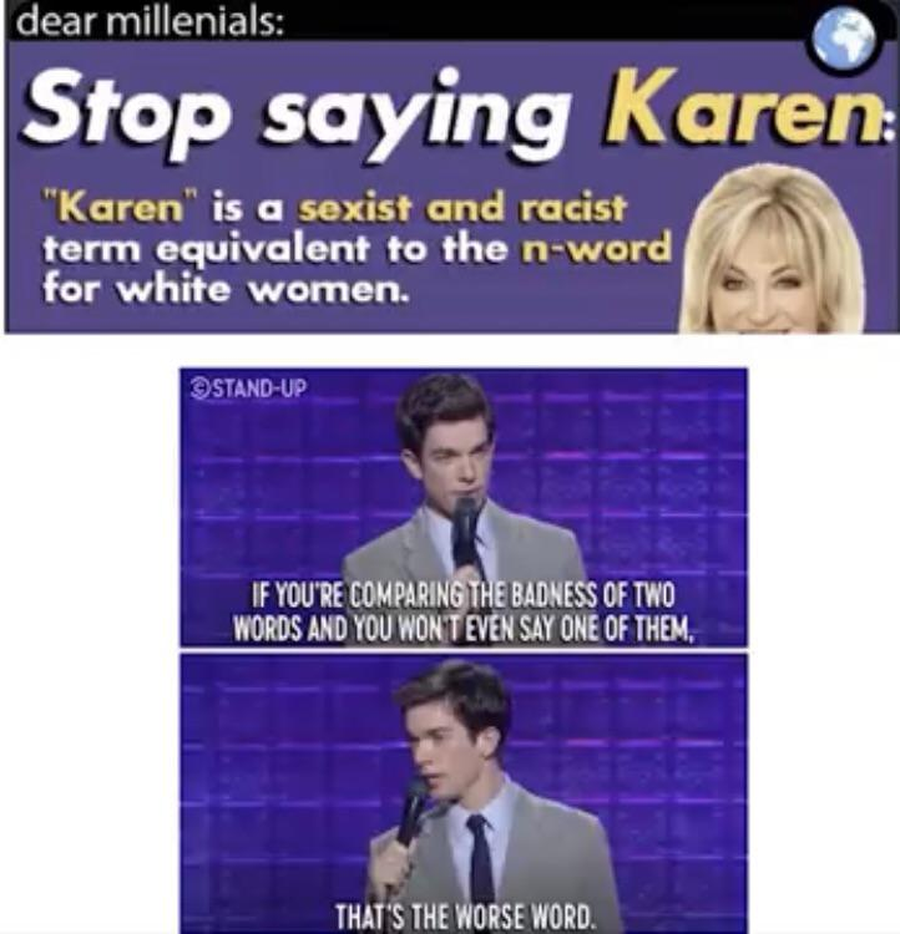 dear millenials:
Stop saying Karen:
"Karen" is a sexist and racist
term equivalent to the n-word
for white women.
©STAND-UP
IF YOU'RE COMPARING THE BADNESS OF TWO
WORDS AND YOU WON'T EVEN SAY ONE OF THEM,
THAT'S THE WORSE WORD.